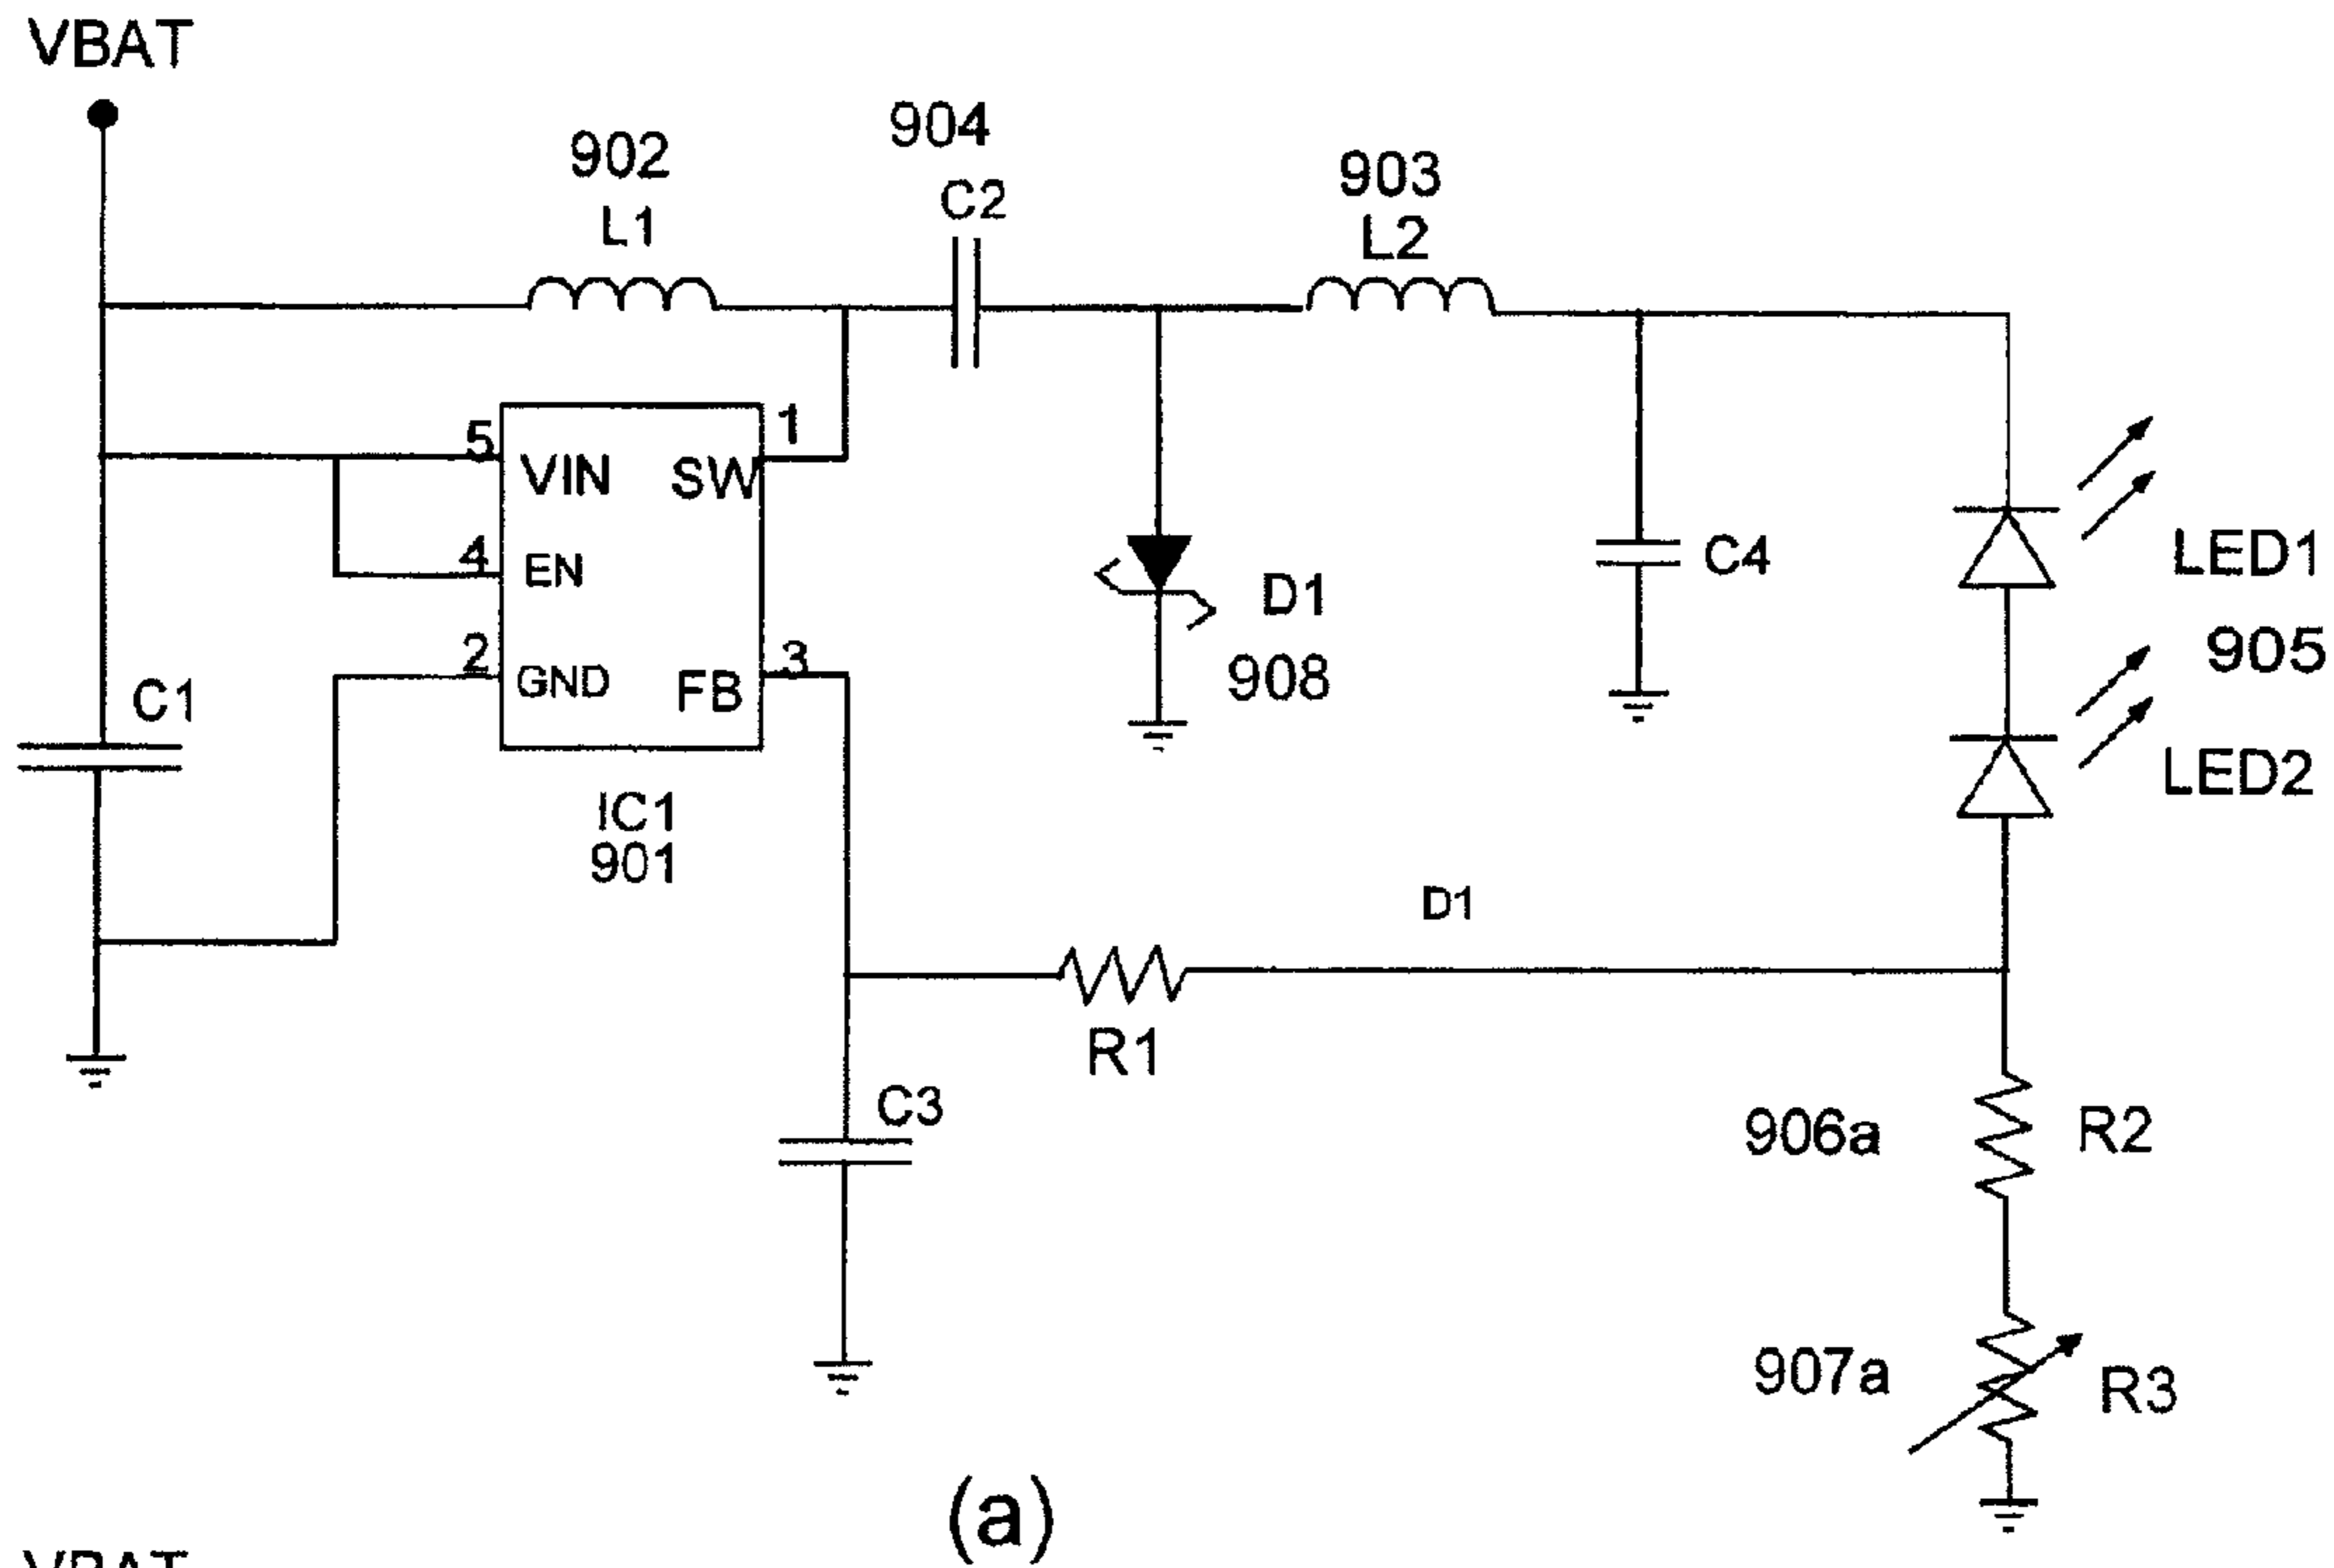 VBAT
902
L1
904
C2
903
L2
5
VIN
SW
1
4
EN
2
GND
FB
3
IC1
901
C1
D1
908
C4
LED1
905
LED2
D1
R1
C3
906a
R2
907a
R3
(a)
VBAT